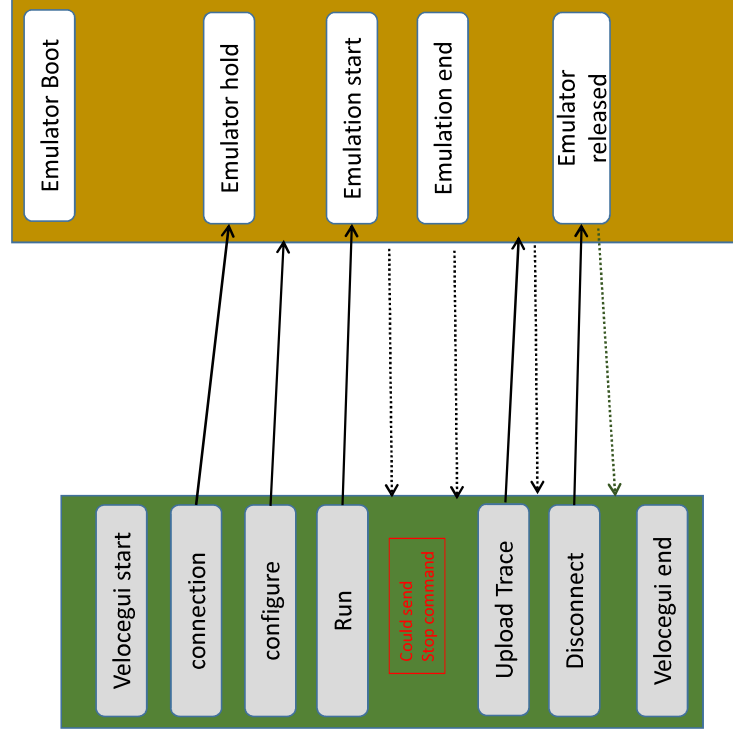 Emulator Boot
Emulator hold
Emulation start
Emulation end
Emulator
released
Velocegui start
connection
configure
Run
Could send
Stop command
Upload Trace
Disconnect
Velocegui end